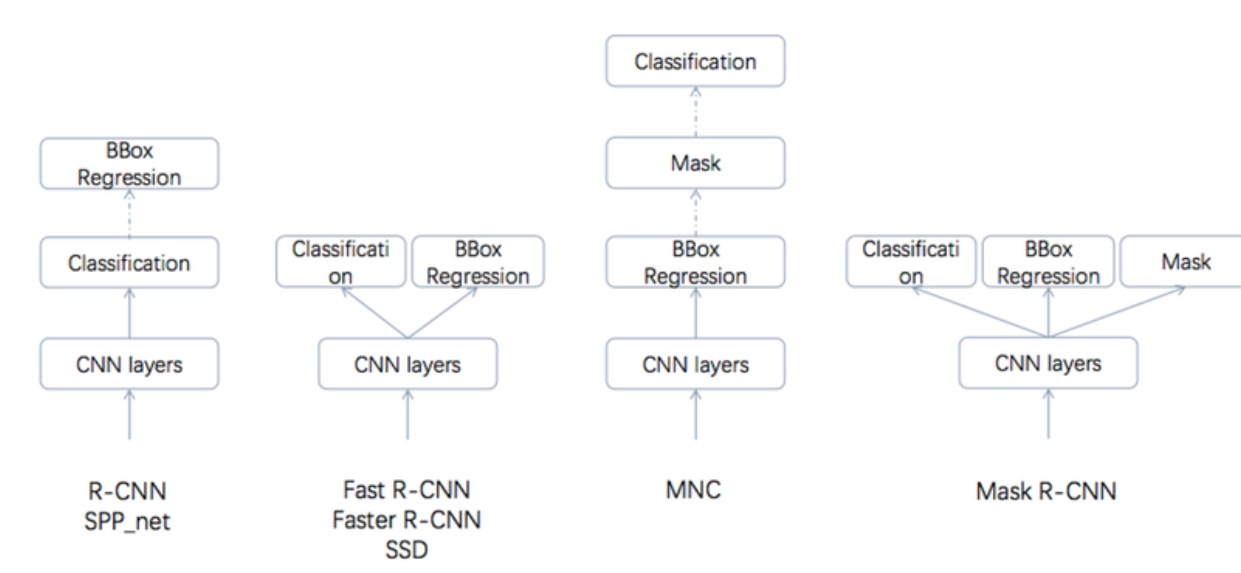 Classification
BBox
Regression
Mask
Classification
Classificati
on
BBox
Regression
BBox
Regression
Classificati
on
BBox
Regression
Mask
CNN layers
CNN layers
CNN layers
CNN layers
R-CNN
SPP_net
Fast R-CNN
Faster R-CNN
SSD
MNC
Mask R-CNN